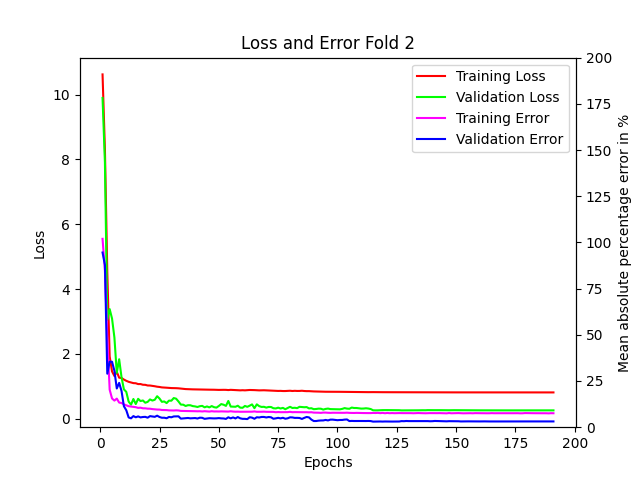 Loss and Error Fold 2
Training Loss
Validation Loss
Training Error
Validation Error
Loss
10
8
6
4
2
0
Mean absolute percentage error in %
200
175
150
125
100
75
50
25
0
0 25 50 75 100 125 150 175 200
Epochs